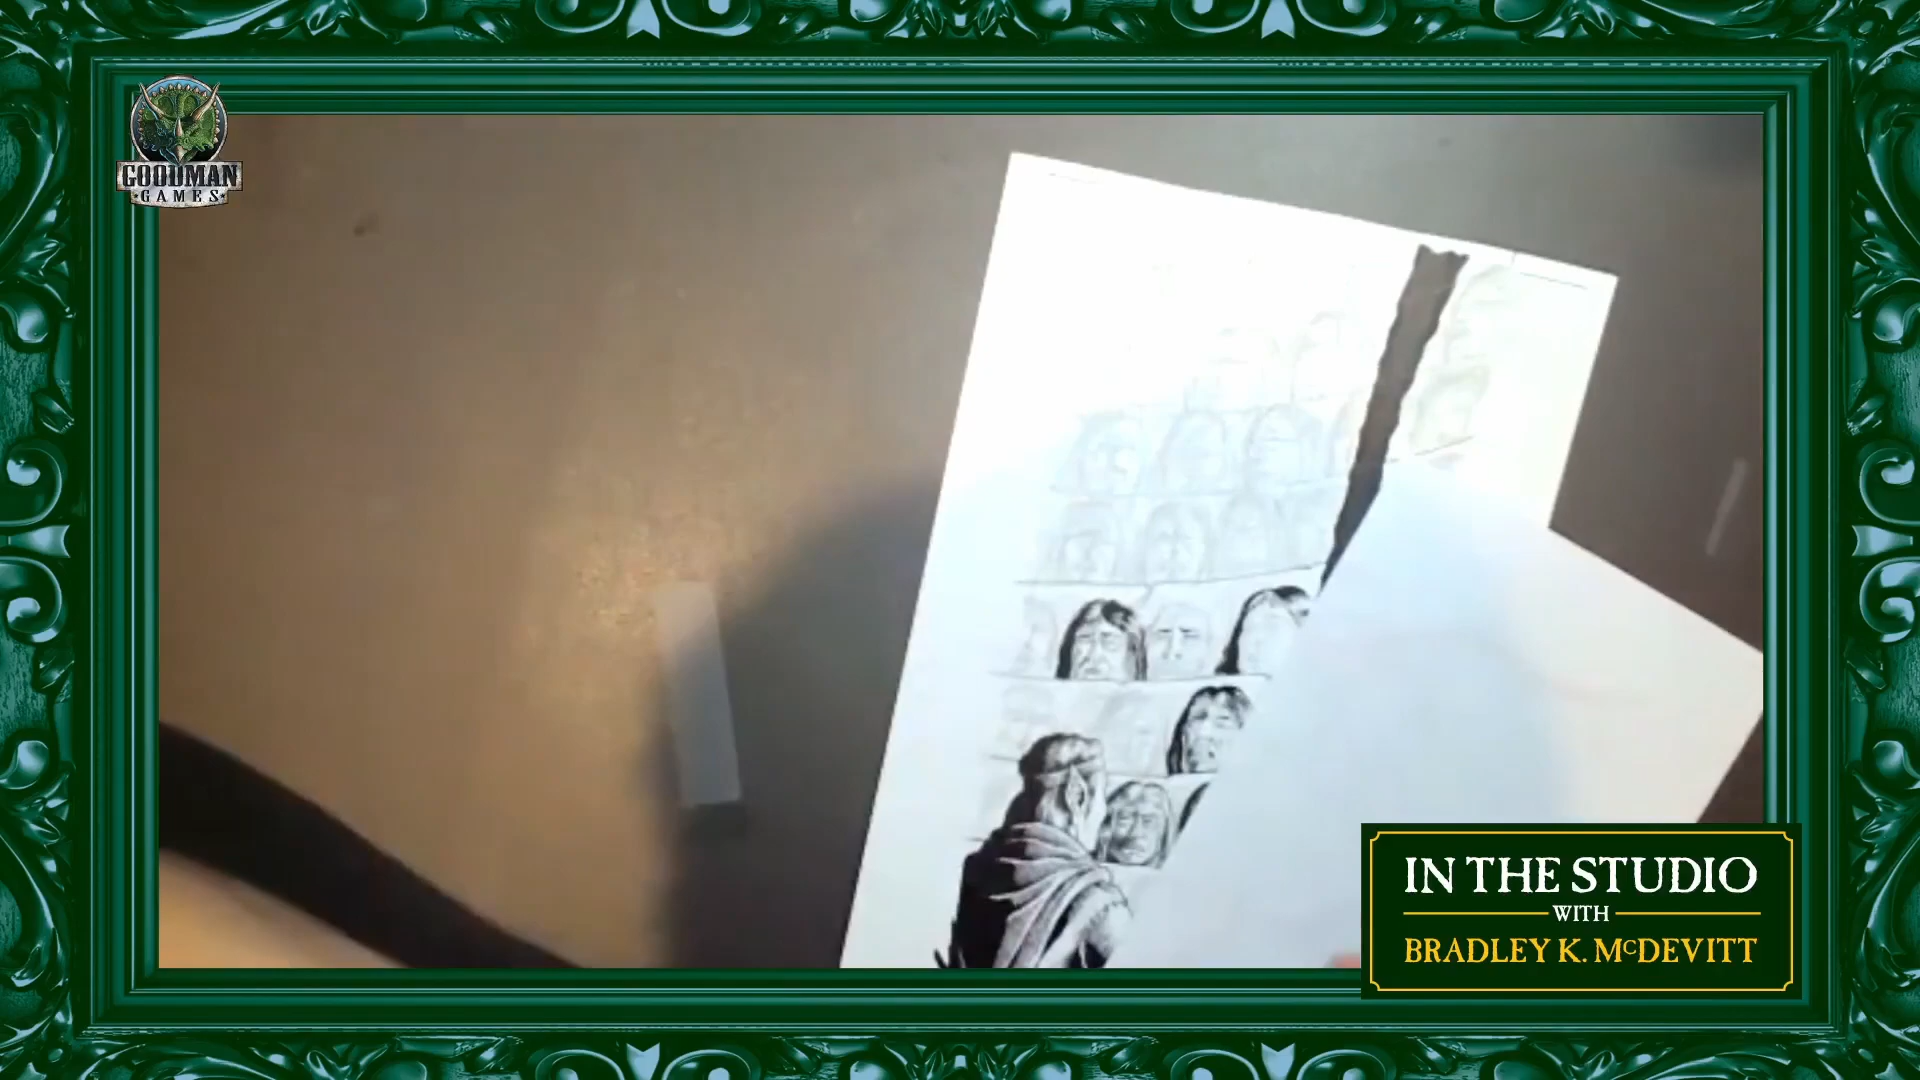 GOODMAN
GAMES
IN THE STUDIO
WITH
BRADLEY K. McDEVITT